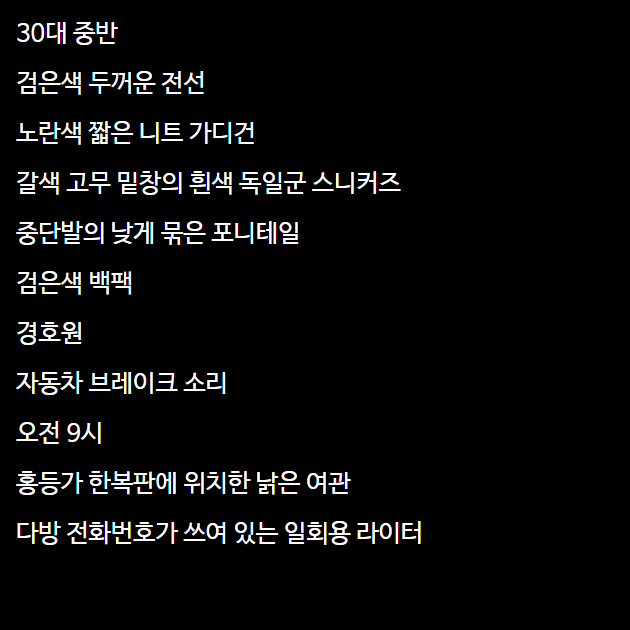 30대 중반
검은색 두꺼운 전선
노란색 짧은 니트 가디건
갈색 고무 밑창의 흰색 독일군 스니커즈
중단발의 낮게 묶은 포니테일
검은색 백팩
경호원
자동차 브레이크 소리
오전 9시
홍등가 한복판에 위치한 낡은 여관
다방 전화번호가 쓰여 있는 일회용 라이터